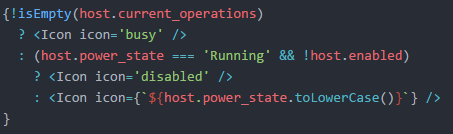 {!isEmpty(host.current_operations)
? <Icon icon='busy' />
: (host.power_state === 'Running' && !host.enabled)
? <Icon icon='disabled' />
: <Icon icon={`${host.power_state.toLowerCase()}`} />
}